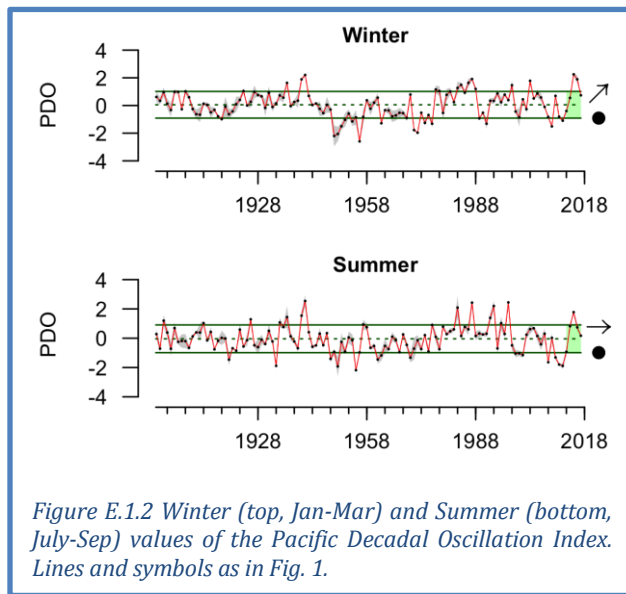 Winter
PDO
4
2
0
-2
-4
1928 1958 1988 2018
Summer
PDO
4
2
0
-2
-4
1928 1958 1988 2018
Figure E.1.2 Winter (top, Jan-Mar) and Summer (bottom,
July-Sep) values of the Pacific Decadal Oscillation Index.
Lines and symbols as in Fig. 1.